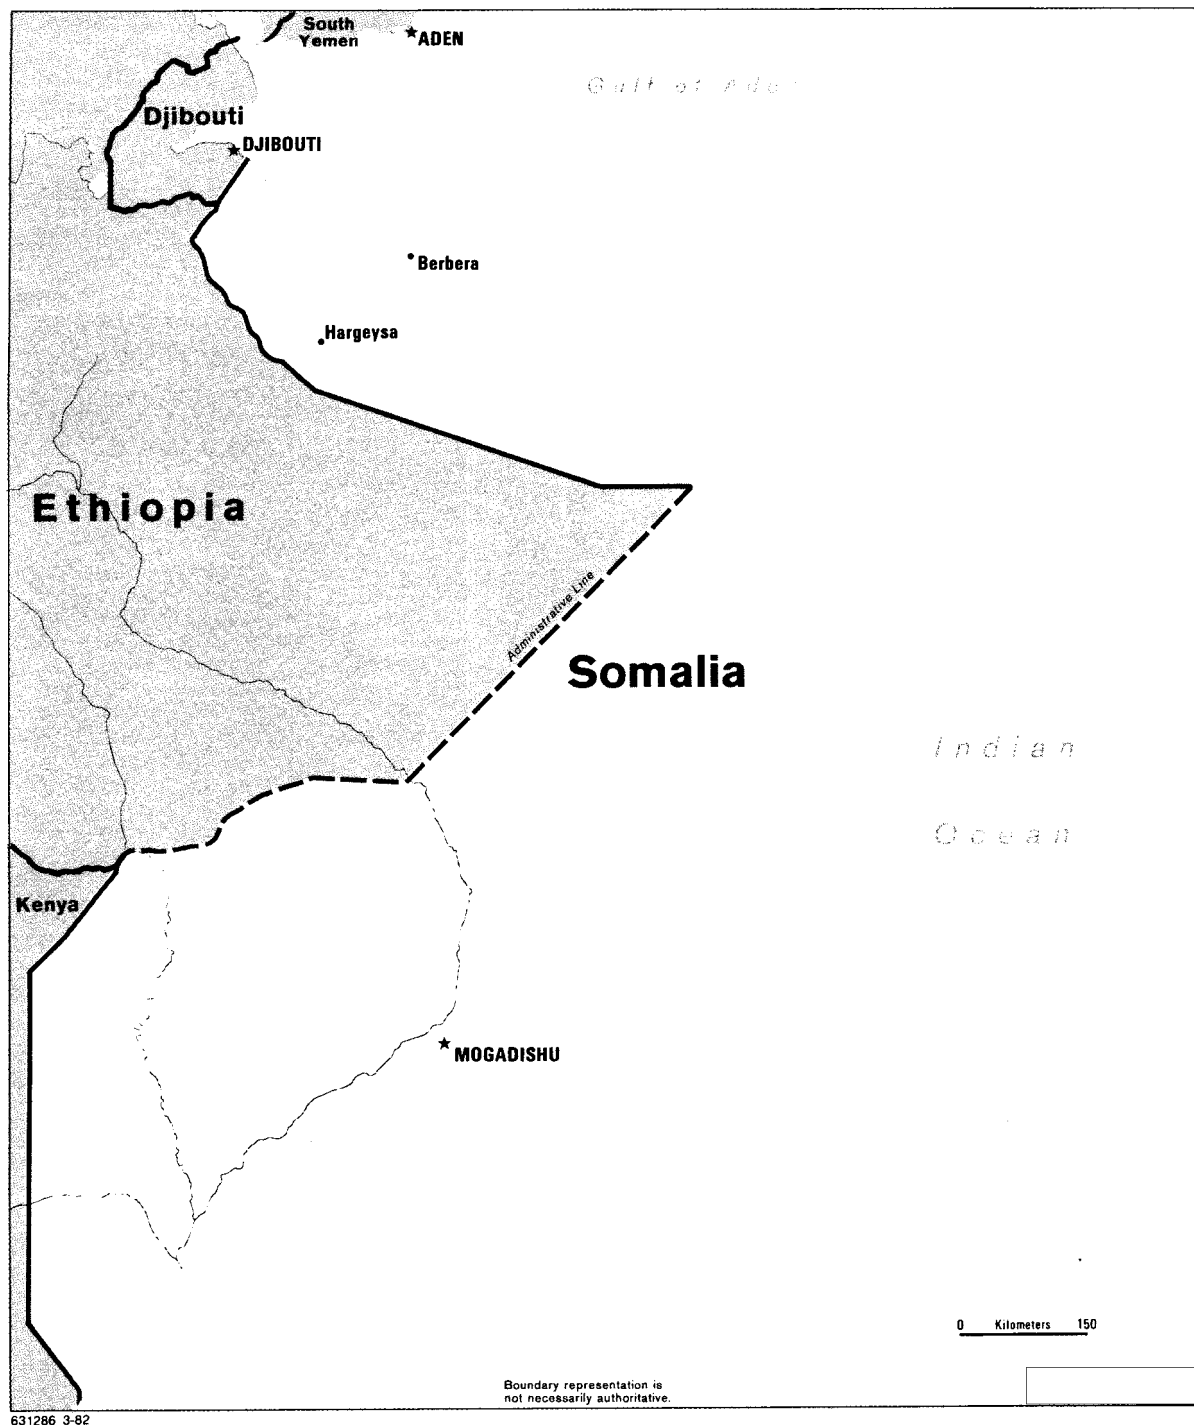 South
Yemen
ADEN
Gulf of Aden
Djibouti
DJIBOUTI
Berbera
Hargeysa
Ethiopia
Administrative Line
Somalia
Indian
Ocean
Kenya
MOGADISHU
0 Kilometers 150
Boundary representation is
not necessarily authoritative.
631286 3-82